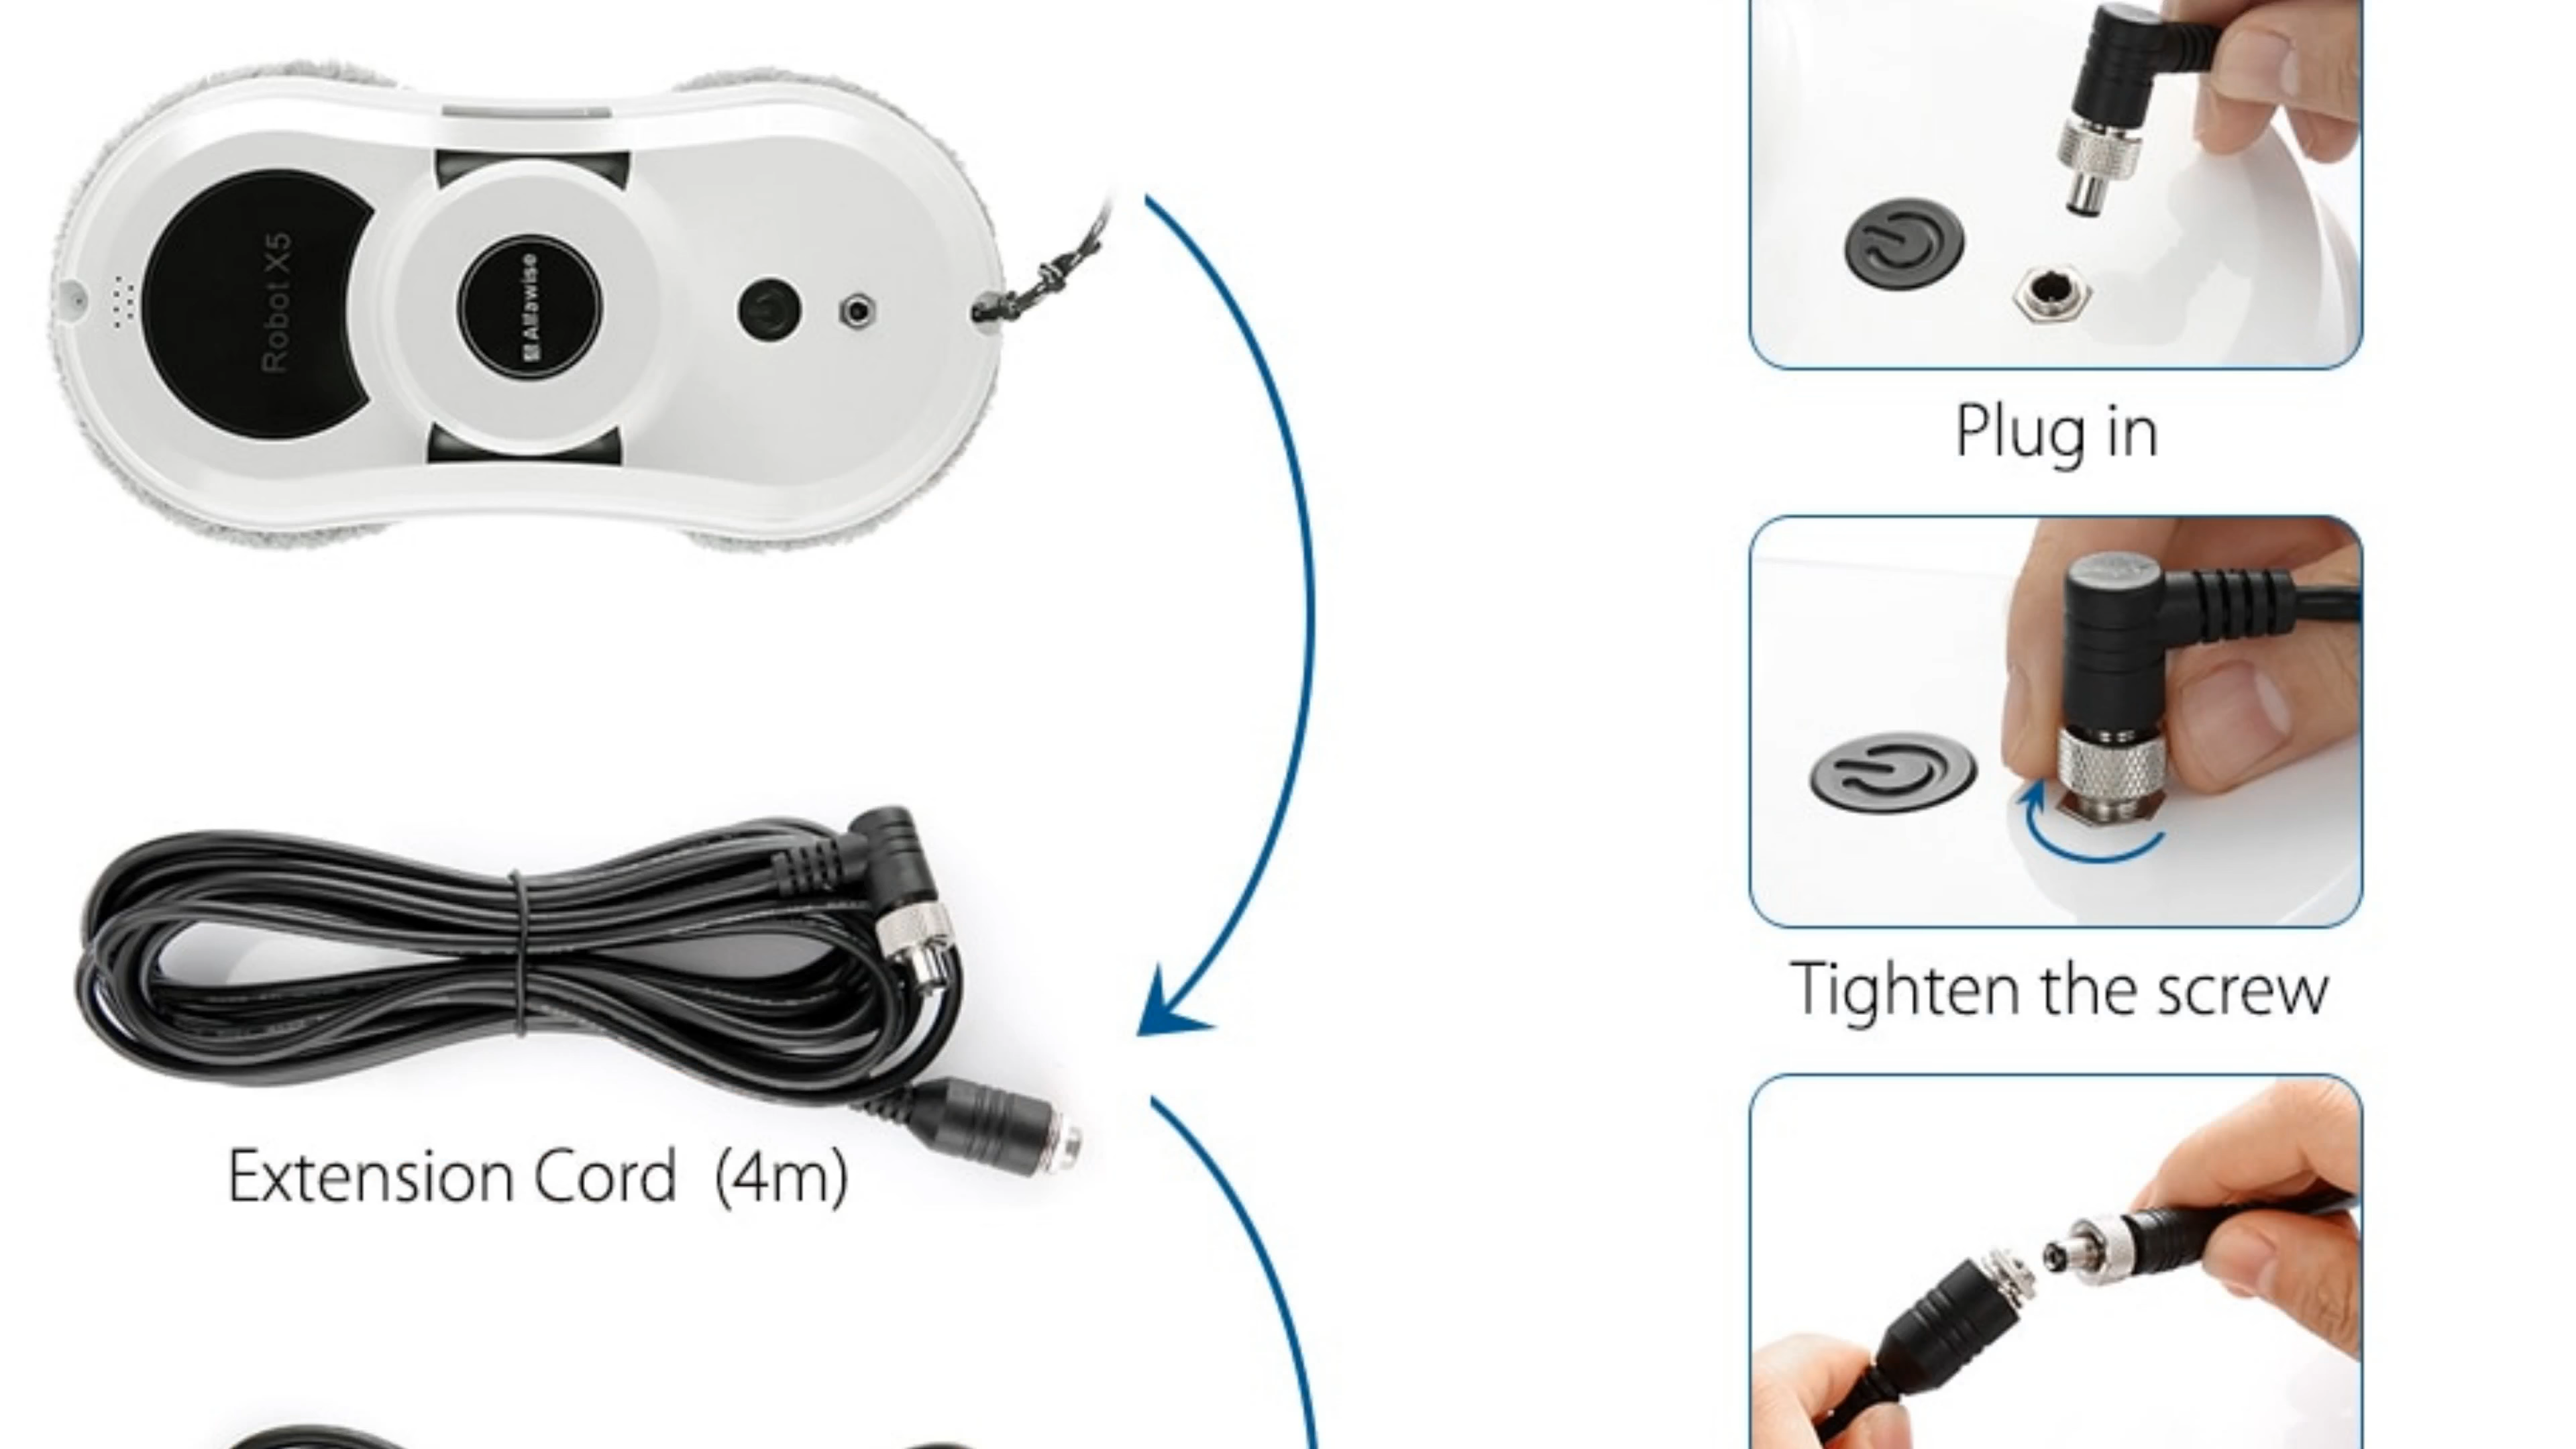 Robot X5
Alfawise
Plug in
Tighten the screw
Extension Cord (4m)